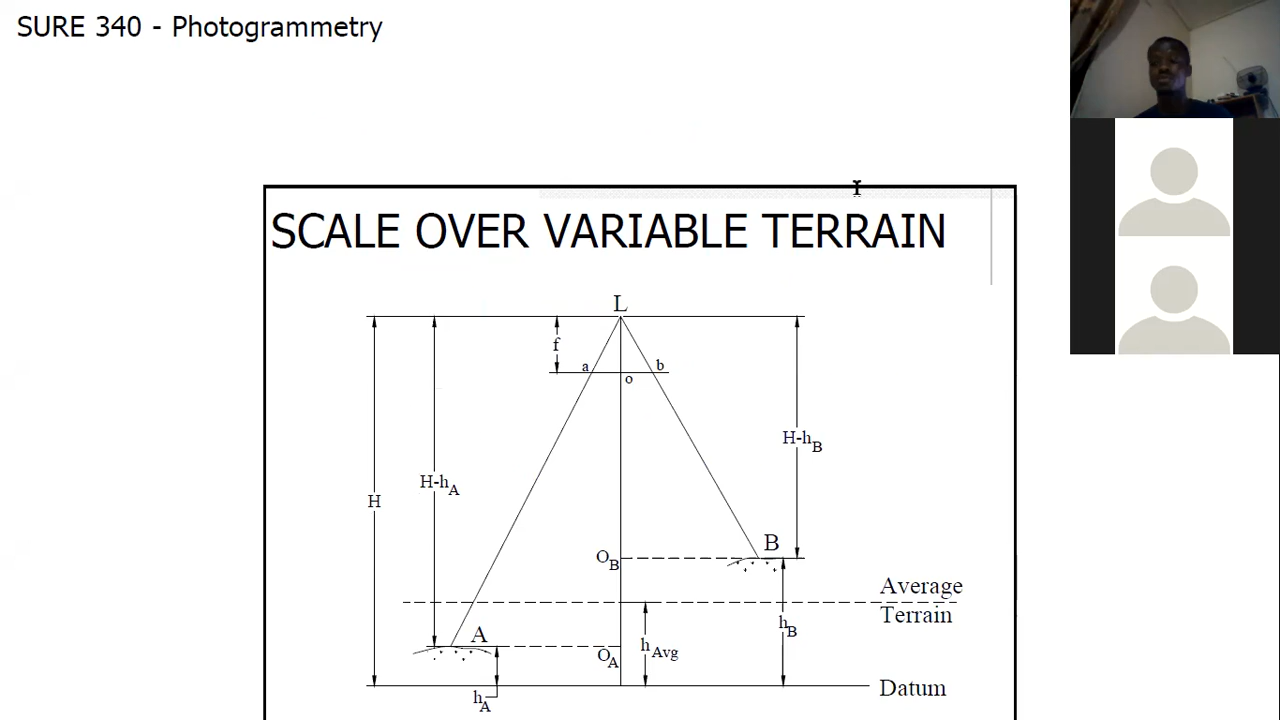 SURE 340 - Photogrammetry
SCALE OVER VARIABLE TERRAIN
L
f
a
b
o
H-hB
H-hA
H
B
OB
Average
Terrain
hB
A
hAvg
OA
Datum
hA